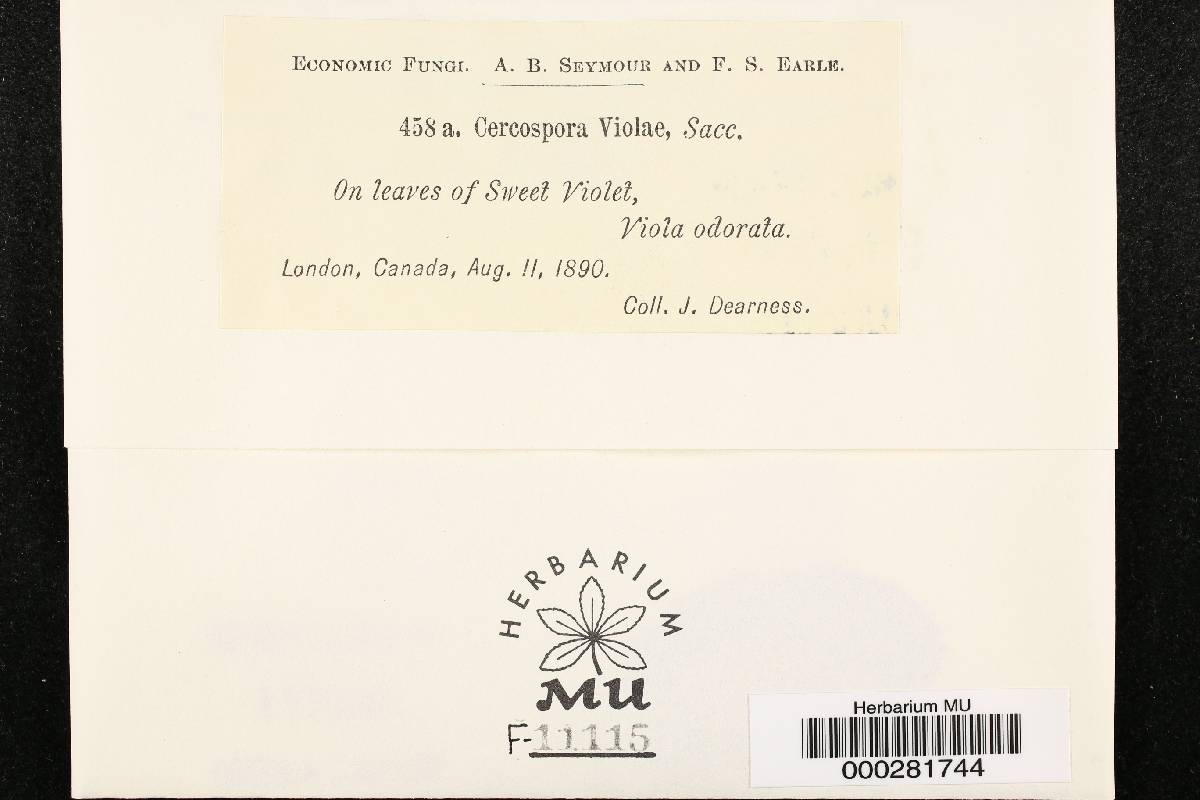 Economic Fungi. A. B. Seymour and F. S. Earle.
458 a. Cercospora Violae, Sacc.
On leaves of Sweet Violet,
Viola odorata.
London, Canada, Aug. 11, 1890.
Coll. J. Dearness.
HERBARIUM
MU
F-11115
Herbarium MU
000281744